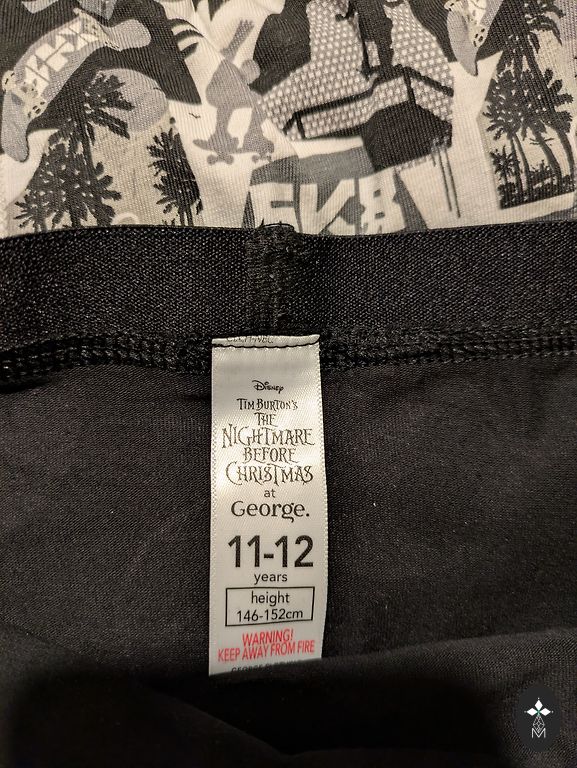 Disney
TIM BURTON'S
THE
NIGHTMARE
BEFORE
CHRISTMAS
at
George.
11-12
years
height
146-152cm
WARNING!
KEEP AWAY FROM FIRE